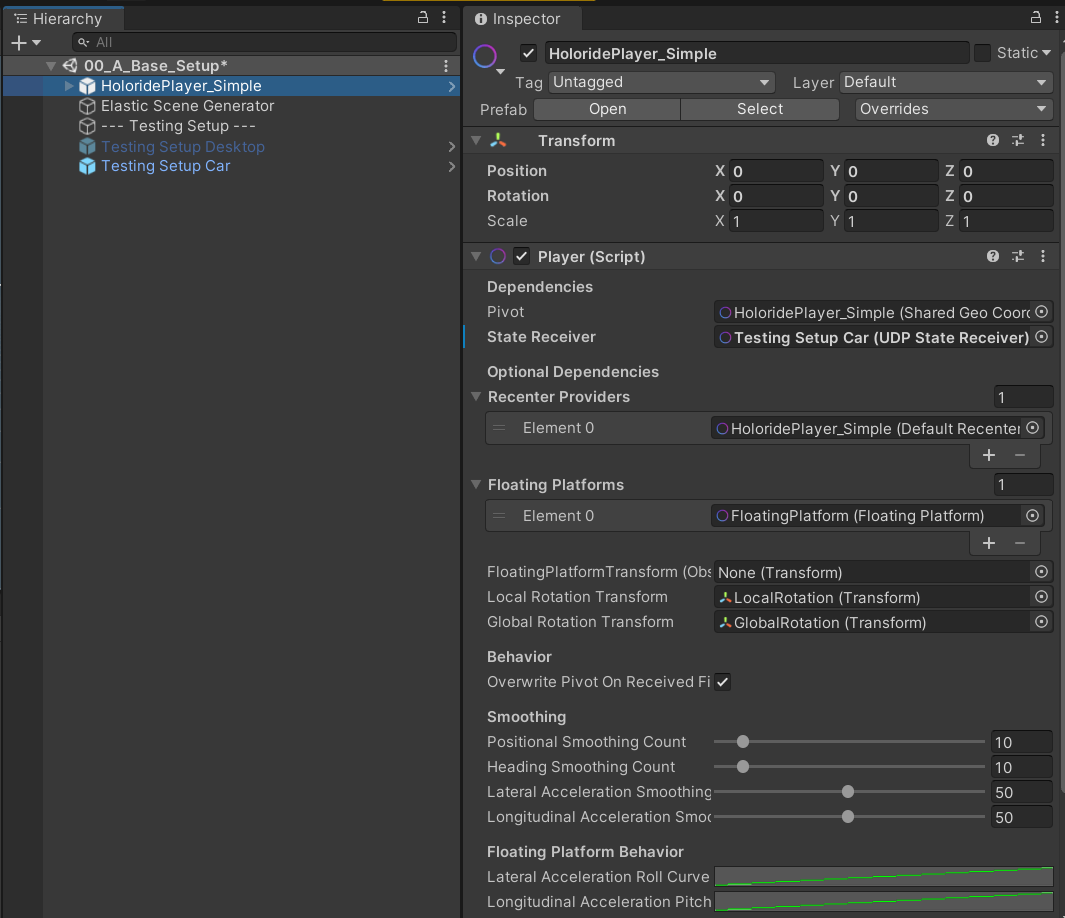 Hierarchy
All
00_A_Base_Setup*
HoloridePlayer_Simple
Elastic Scene Generator
--- Testing Setup ---
Testing Setup Desktop
Testing Setup Car
Inspector
HoloridePlayer_Simple Static
Tag Untagged Layer Default
Prefab Open Select Overrides
Transform
Position X 0 Y 0 Z 0
Rotation X 0 Y 0 Z 0
Scale X 1 Y 1 Z 1
Player (Script)
Dependencies
Pivot HoloridePlayer_Simple (Shared Geo Coord
State Receiver Testing Setup Car (UDP State Receiver)
Optional Dependencies
Recenter Providers 1
Element 0 HoloridePlayer_Simple (Default Recenter
Floating Platforms 1
Element 0 FloatingPlatform (Floating Platform)
FloatingPlatformTransform (Obs None (Transform)
Local Rotation Transform LocalRotation (Transform)
Global Rotation Transform GlobalRotation (Transform)
Behavior
Overwrite Pivot On Received Fi
Smoothing
Positional Smoothing Count 10
Heading Smoothing Count 10
Lateral Acceleration Smoothing 50
Longitudinal Acceleration Smoo 50
Floating Platform Behavior
Lateral Acceleration Roll Curve
Longitudinal Acceleration Pitch